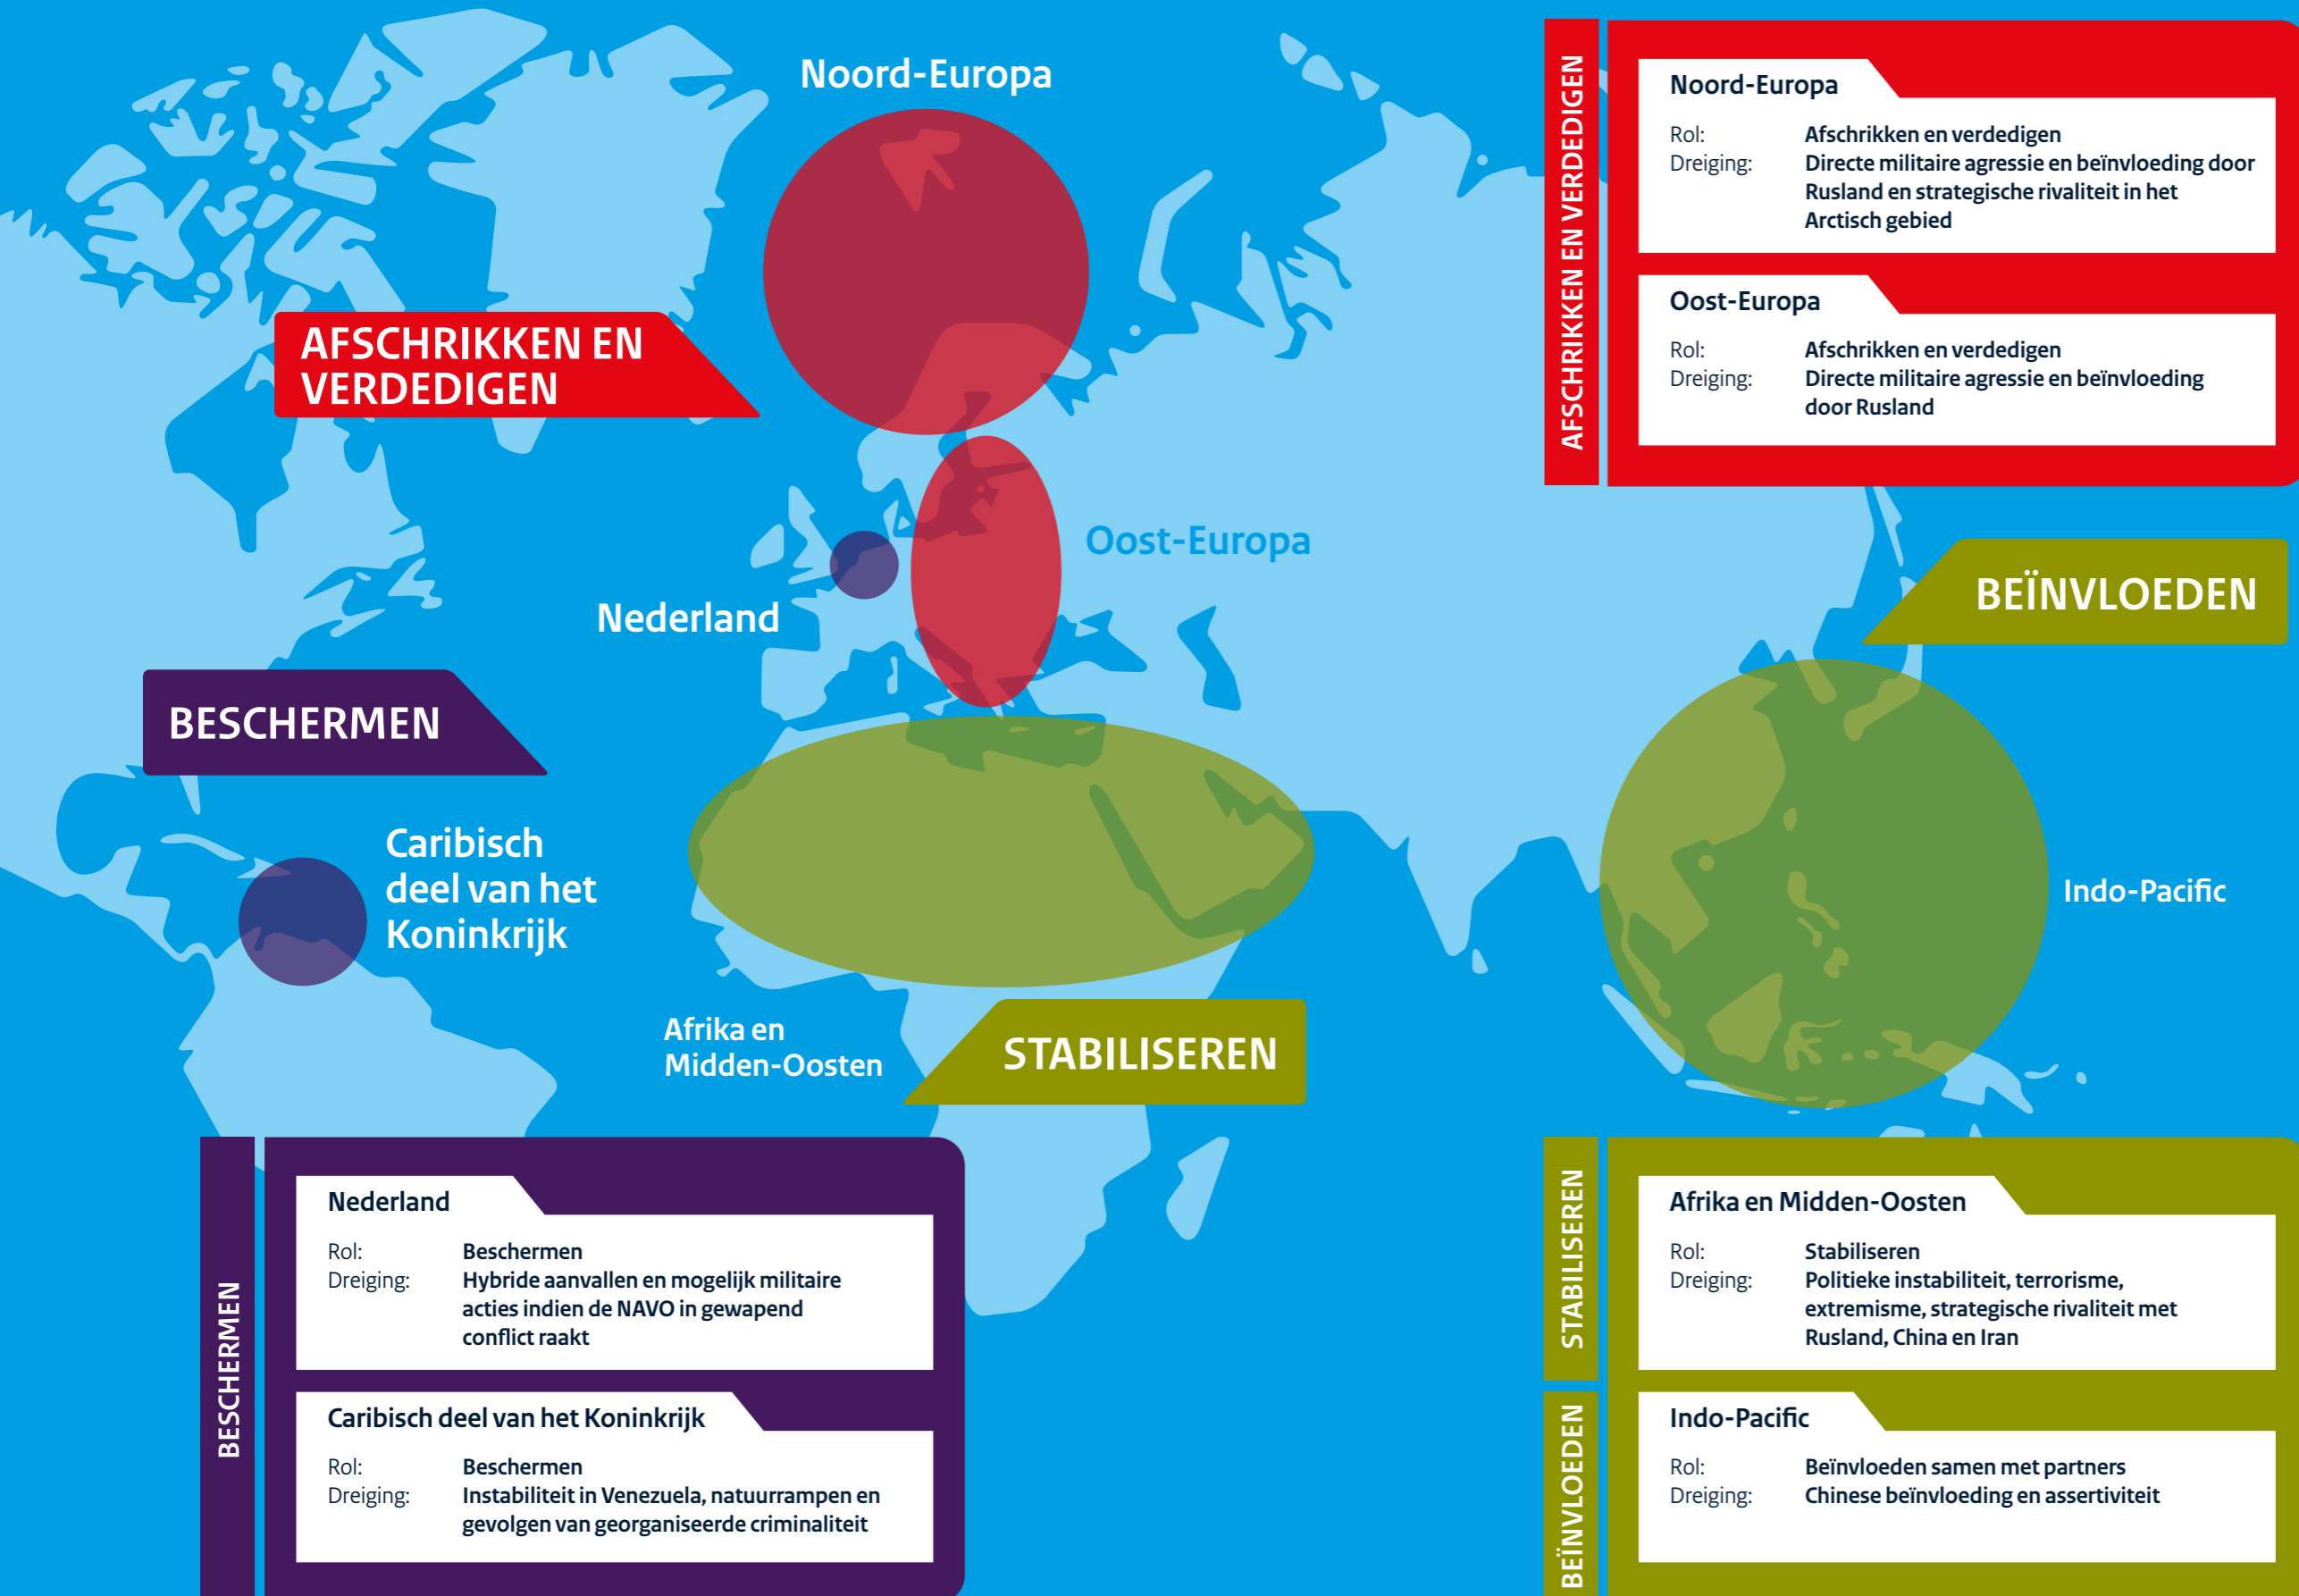 Noord-Europa
AFSCHRIKKEN EN
VERDEDIGEN
Oost-Europa
Nederland
BESCHERMEN
Caribisch
deel van het
Koninkrijk
Afrika en
Midden-Oosten
STABILISEREN
BEÏNVLOEDEN
Indo-Pacific
AFSCHRIKKEN EN VERDEDIGEN
Noord-Europa
Rol: Afschrikken en verdedigen
Dreiging: Directe militaire agressie en beïnvloeding door
Rusland en strategische rivaliteit in het
Arctisch gebied
Oost-Europa
Rol: Afschrikken en verdedigen
Dreiging: Directe militaire agressie en beïnvloeding
door Rusland
BESCHERMEN
Nederland
Rol: Beschermen
Dreiging: Hybride aanvallen en mogelijk militaire
acties indien de NAVO in gewapend
conflict raakt
Caribisch deel van het Koninkrijk
Rol: Beschermen
Dreiging: Instabiliteit in Venezuela, natuurrampen en
gevolgen van georganiseerde criminaliteit
STABILISEREN
Afrika en Midden-Oosten
Rol: Stabiliseren
Dreiging: Politieke instabiliteit, terrorisme,
extremisme, strategische rivaliteit met
Rusland, China en Iran
BEÏNVLOEDEN
Indo-Pacific
Rol: Beïnvloeden samen met partners
Dreiging: Chinese beïnvloeding en assertiviteit